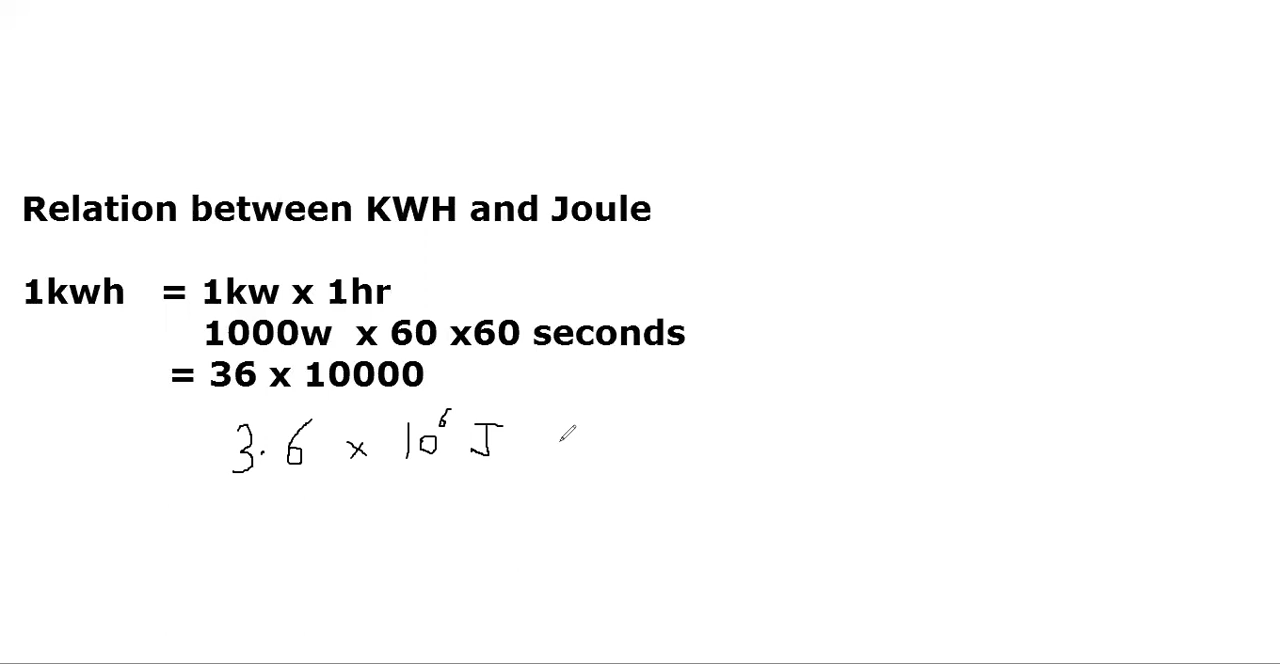 Relation between KWH and Joule
1kwh = 1kw x 1hr
1000w x 60 x60 seconds
= 36 x 10000
3.6 x 10⁶ J